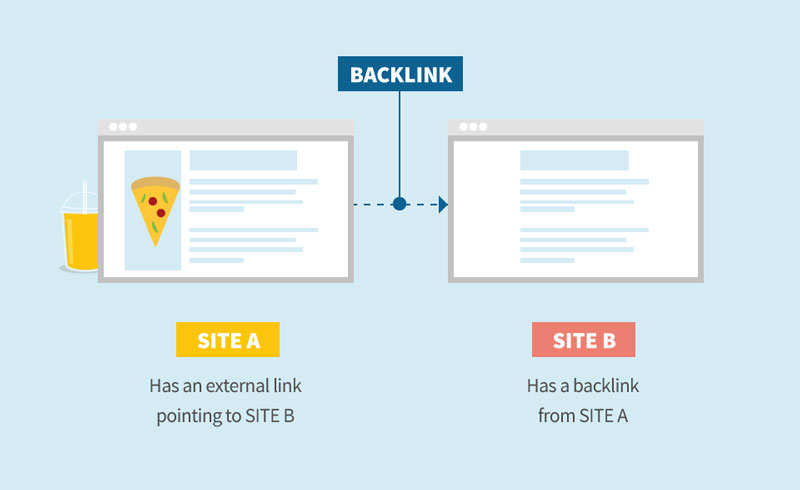 BACKLINK
SITE A
Has an external link
pointing to SITE B
SITE B
Has a backlink
from SITE A